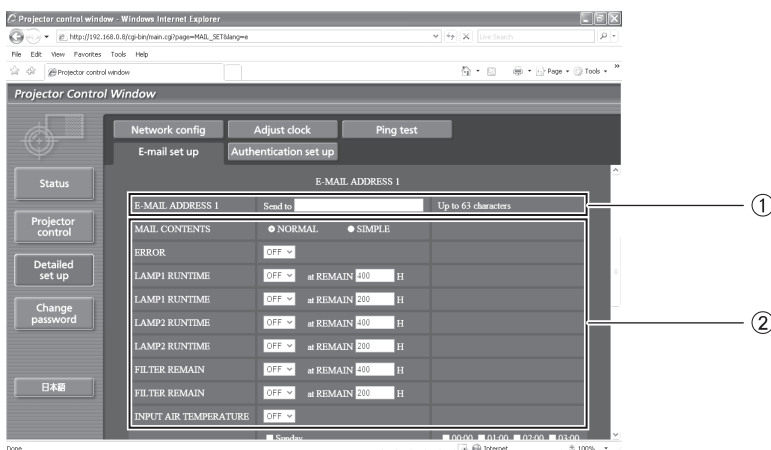 Projector control window - Windows Internet Explorer
http://192.168.0.8/cgi-bin/main.cgi?page=MAIL_SET&lang=e
Live Search
File Edit View Favorites Tools Help
Projector control window
Page Tools
Projector Control Window
Network config Adjust clock Ping test
E-mail set up Authentication set up
Status
Projector control
Detailed set up
Change password
日本語
E-MAIL ADDRESS 1
E-MAIL ADDRESS 1 Send to Up to 63 characters
MAIL CONTENTS NORMAL SIMPLE
ERROR OFF
LAMP1 RUNTIME OFF at REMAIN 400 H
LAMP1 RUNTIME OFF at REMAIN 200 H
LAMP2 RUNTIME OFF at REMAIN 400 H
LAMP2 RUNTIME OFF at REMAIN 200 H
FILTER REMAIN OFF at REMAIN 400 H
FILTER REMAIN OFF at REMAIN 200 H
INPUT AIR TEMPERATURE OFF
Sunday 00:00 01:00 02:00 03:00
Done Internet 100%
①
②